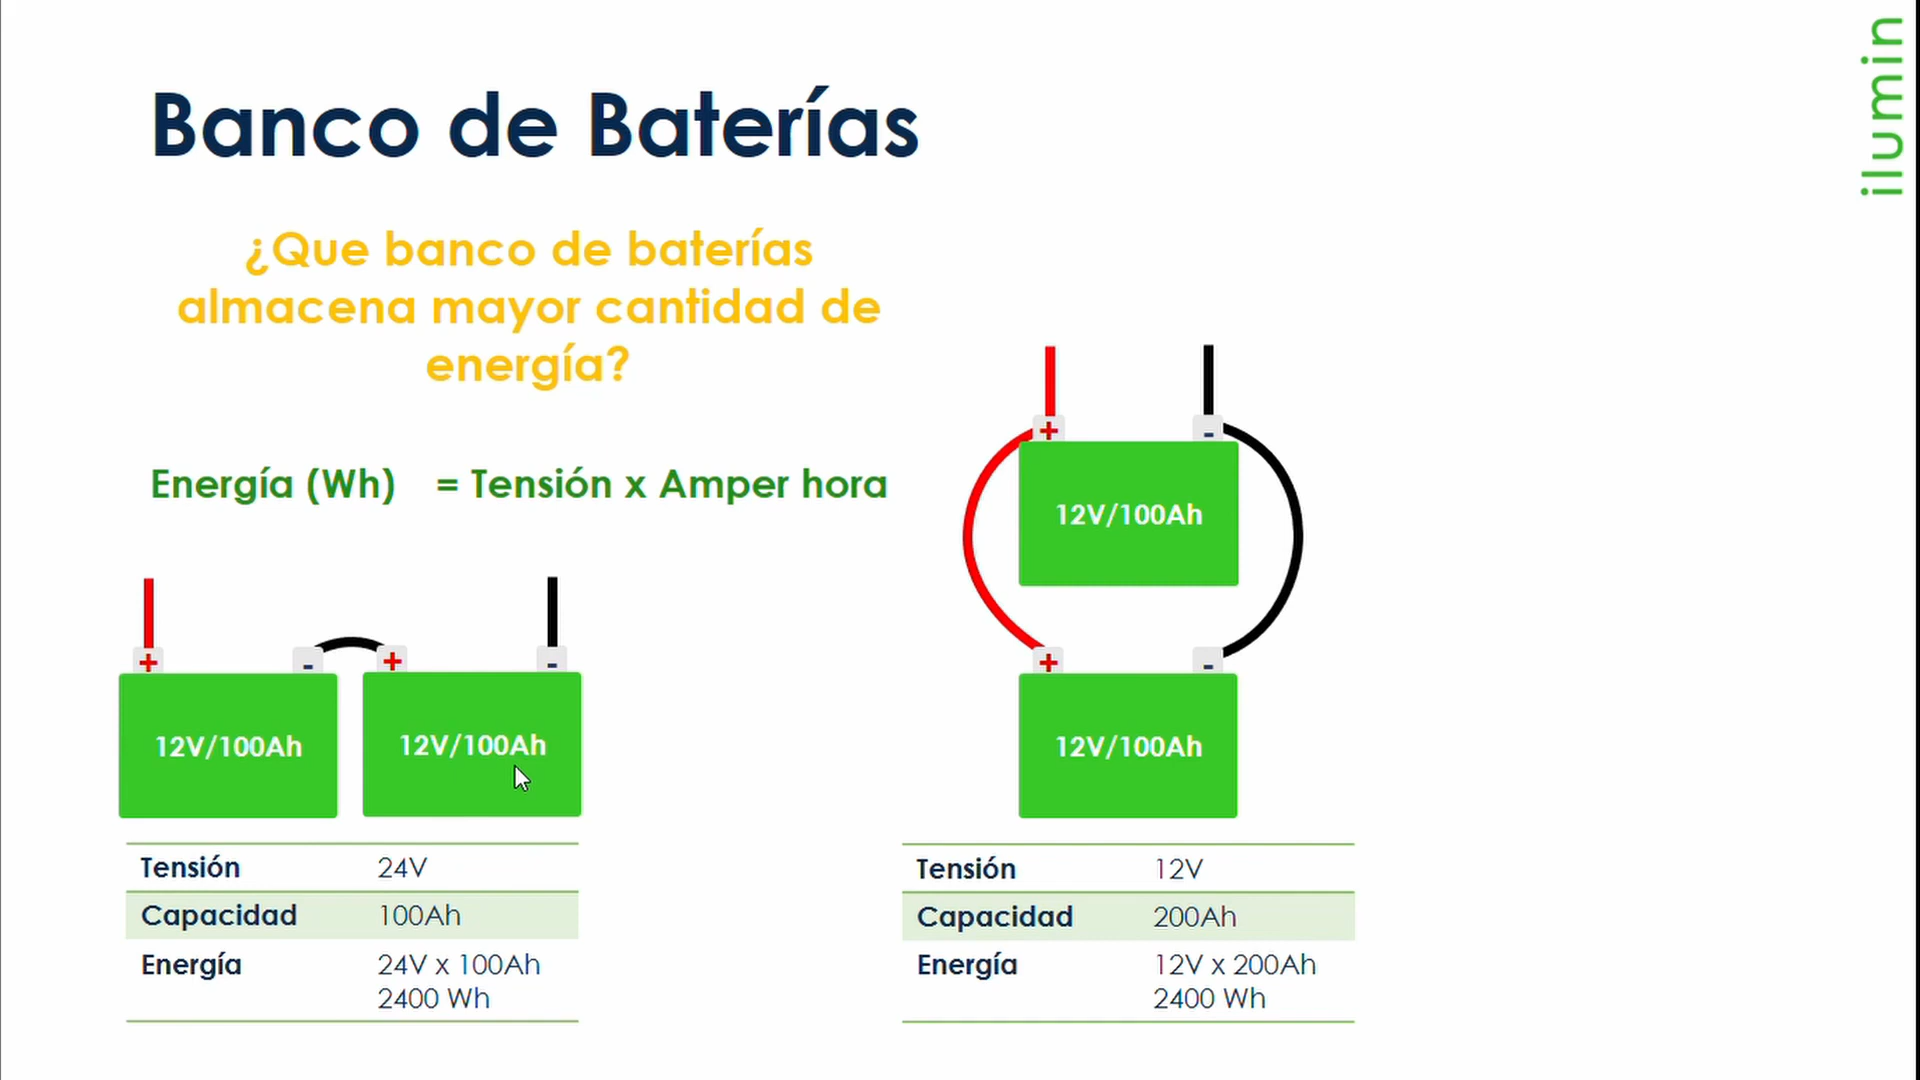 ilumin
Banco de Baterías
¿Que banco de baterías
almacena mayor cantidad de
energía?
Energía (Wh) = Tensión x Amper hora
+ -
12V/100Ah
+ - + -
12V/100Ah 12V/100Ah
+ -
12V/100Ah
Tensión 24V
Capacidad 100Ah
Energía 24V x 100Ah
2400 Wh
Tensión 12V
Capacidad 200Ah
Energía 12V x 200Ah
2400 Wh